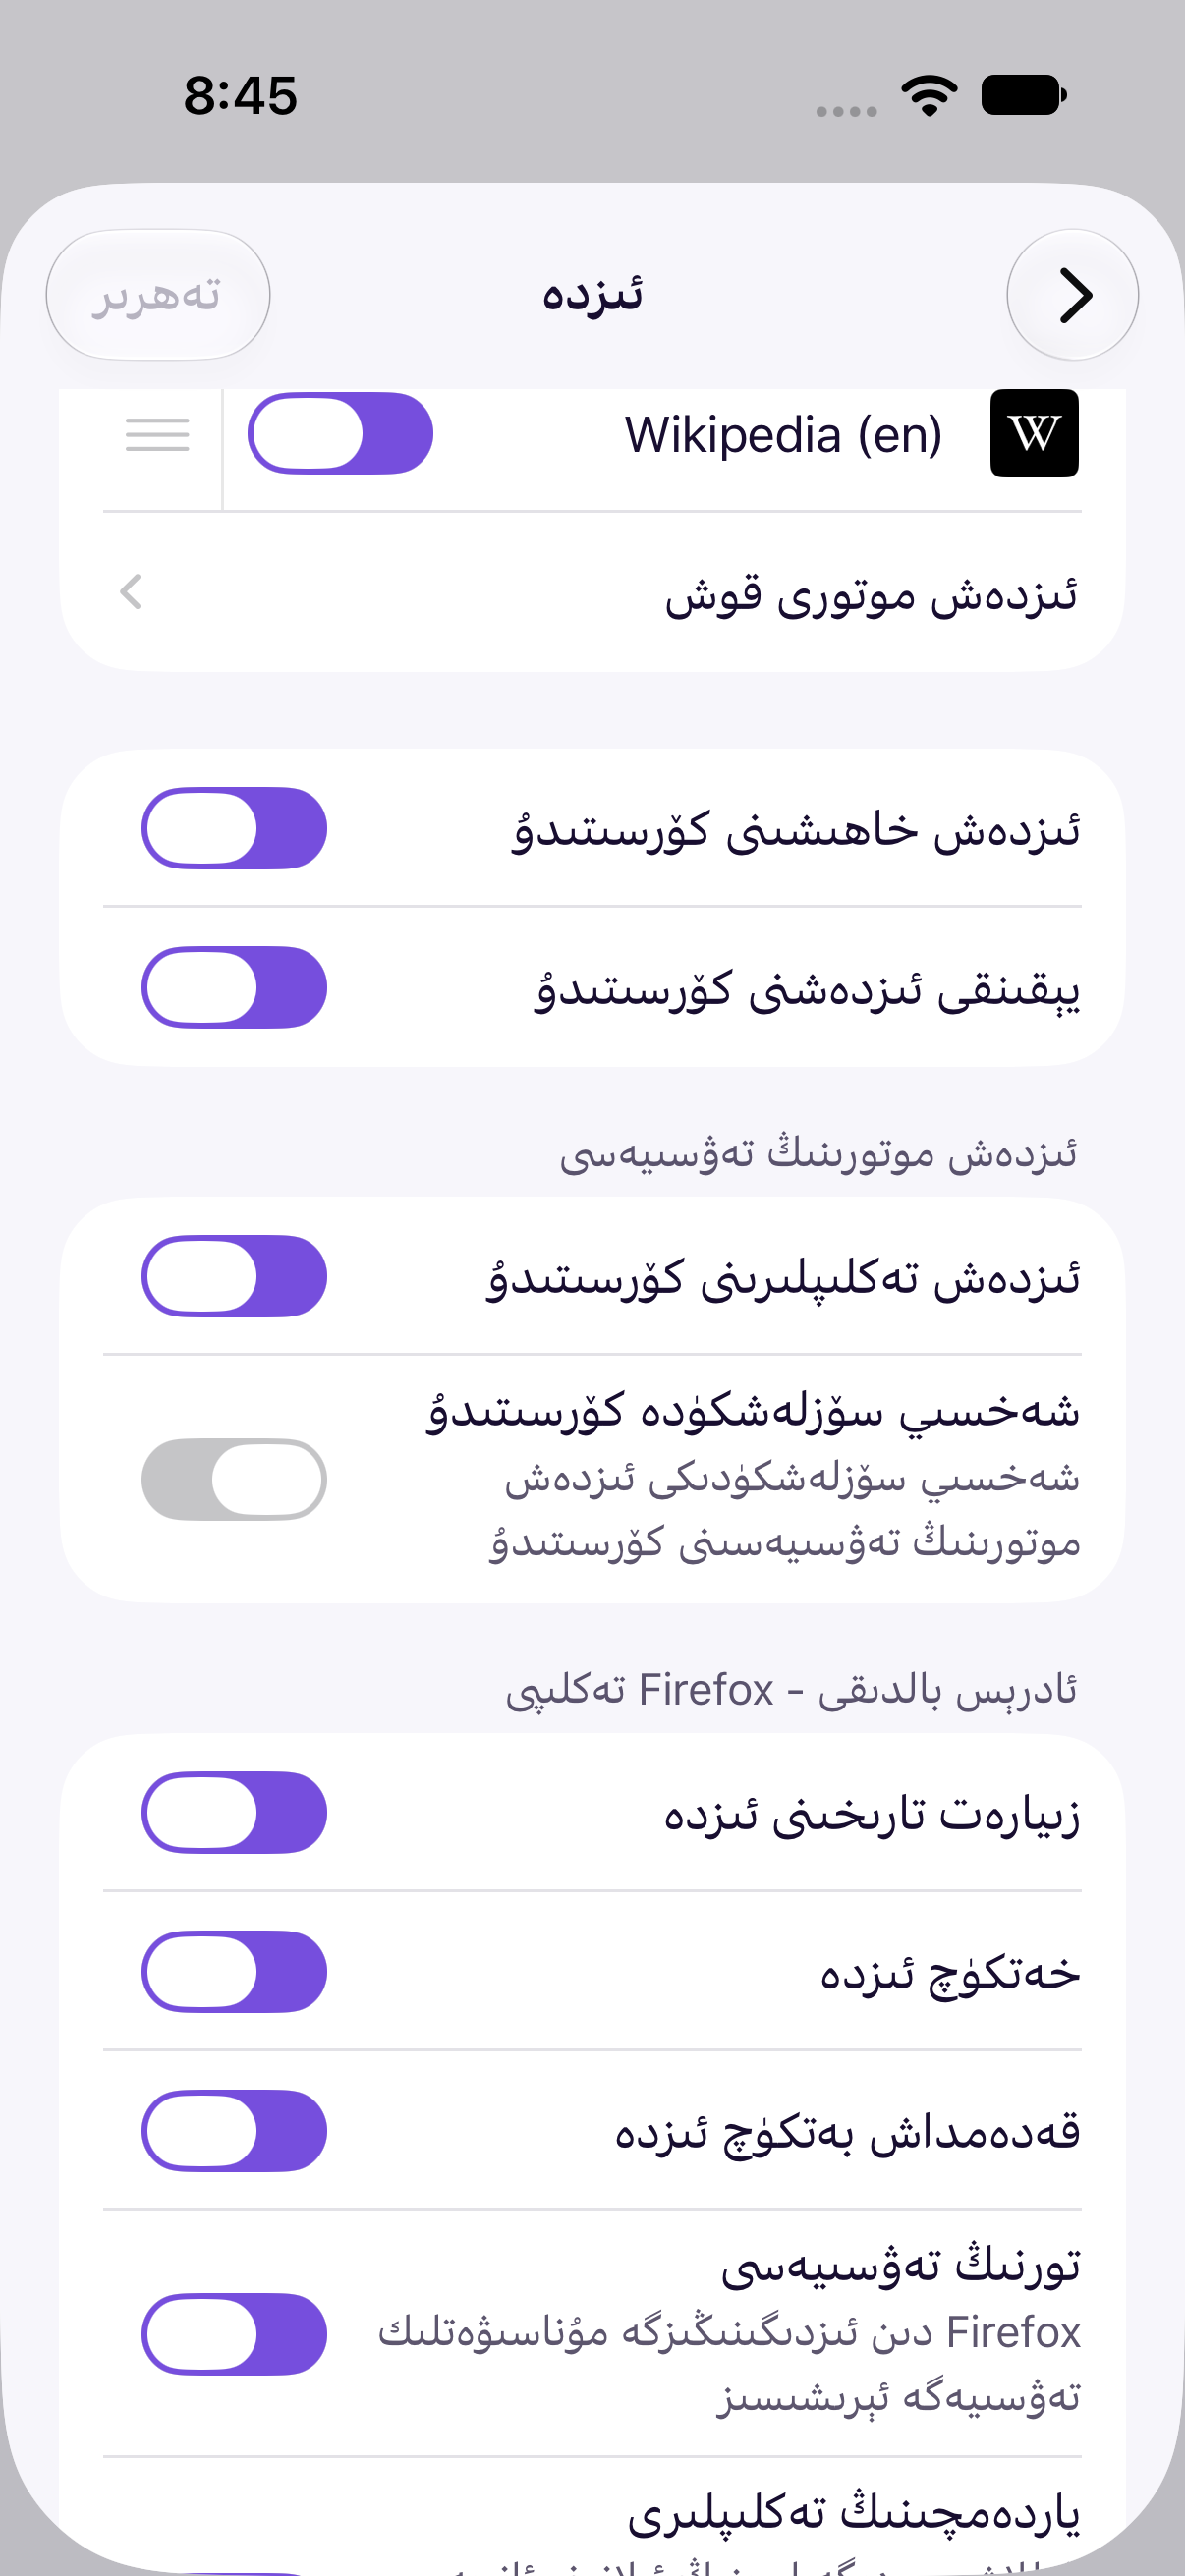 8:45
تەھرىر
ئىزدە
Wikipedia (en)
ئىزدەش موتورى قوش
ئىزدەش خاھىشىنى كۆرسىتىدۇ
يېقىنقى ئىزدەشنى كۆرسىتىدۇ
ئىزدەش موتورىنىڭ تەۋسىيەسى
ئىزدەش تەكلىپلىرىنى كۆرسىتىدۇ
شەخسىي سۆزلەشكۈدە كۆرسىتىدۇ
شەخسىي سۆزلەشكۈدىكى ئىزدەش
موتورىنىڭ تەۋسىيەسىنى كۆرسىتىدۇ
ئادرېس بالدىقى - Firefox تەكلىپى
زىيارەت تارىخىنى ئىزدە
خەتكۈچ ئىزدە
قەدەمداش بەتكۈچ ئىزدە
تورنىڭ تەۋسىيەسى
Firefox دىن ئىزدىگىنىڭىزگە مۇناسىۋەتلىك
تەۋسىيەگە ئېرىشىسىز
ياردەمچىنىڭ تەكلىپلىرى